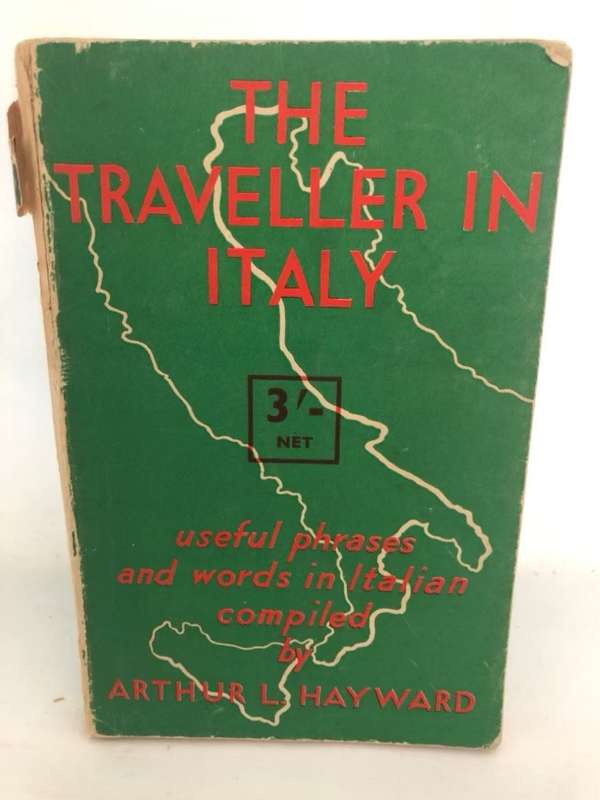 THE
TRAVELLER IN
ITALY
3/-
NET
useful phrases
and words in Italian
compiled
by
ARTHUR L. HAYWARD